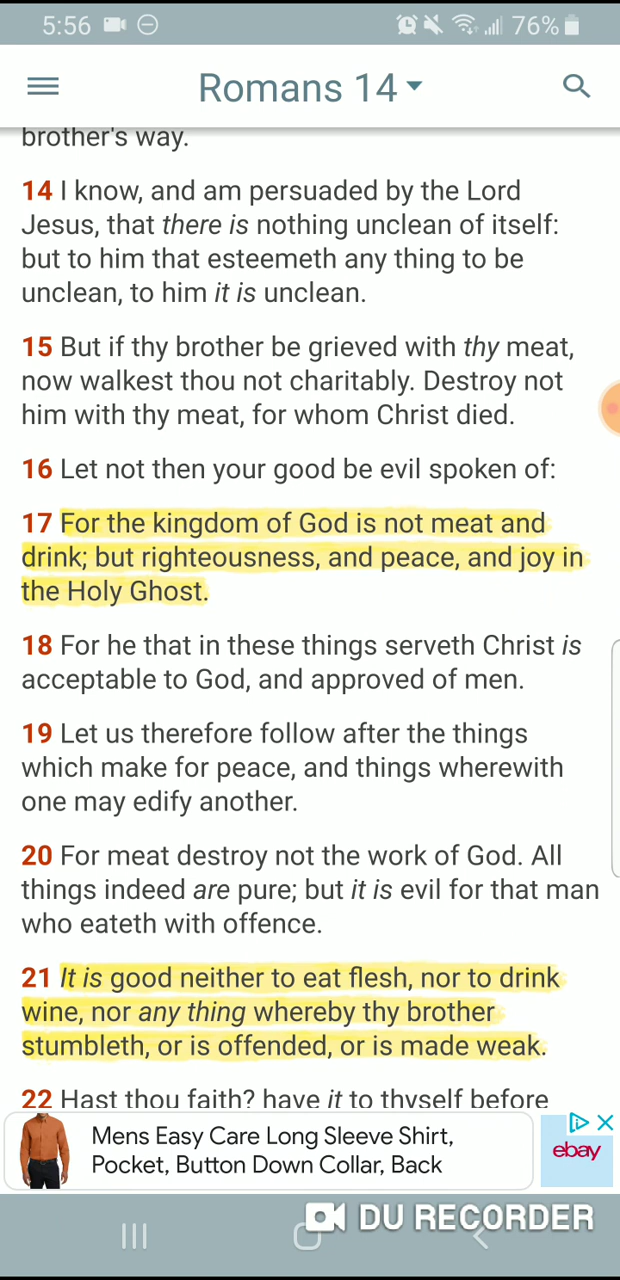 5:56 76%
Romans 14
brother's way.
14 I know, and am persuaded by the Lord
Jesus, that there is nothing unclean of itself:
but to him that esteemeth any thing to be
unclean, to him it is unclean.
15 But if thy brother be grieved with thy meat,
now walkest thou not charitably. Destroy not
him with thy meat, for whom Christ died.
16 Let not then your good be evil spoken of:
17 For the kingdom of God is not meat and
drink; but righteousness, and peace, and joy in
the Holy Ghost.
18 For he that in these things serveth Christ is
acceptable to God, and approved of men.
19 Let us therefore follow after the things
which make for peace, and things wherewith
one may edify another.
20 For meat destroy not the work of God. All
things indeed are pure; but it is evil for that man
who eateth with offence.
21 It is good neither to eat flesh, nor to drink
wine, nor any thing whereby thy brother
stumbleth, or is offended, or is made weak.
22 Hast thou faith? have it to thyself before
Mens Easy Care Long Sleeve Shirt,
Pocket, Button Down Collar, Back
ebay
DU RECORDER